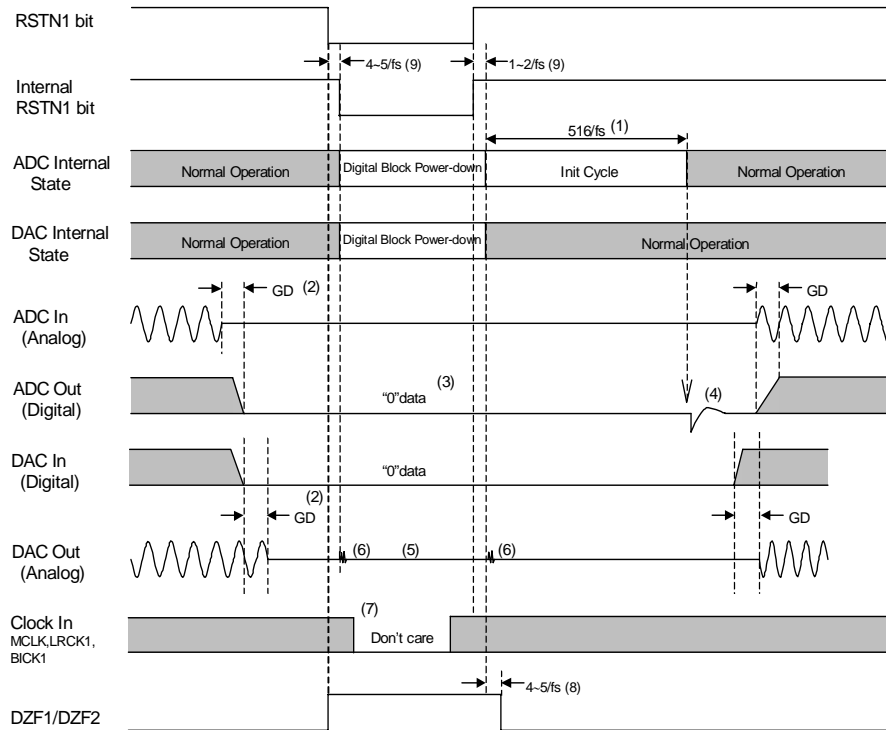 RSTN1 bit
4~5/fs (9)
1~2/fs (9)
Internal
RSTN1 bit
516/fs (1)
ADC Internal
State
Normal Operation
Digital Block Power-down
Init Cycle
Normal Operation
DAC Internal
State
Normal Operation
Digital Block Power-down
Normal Operation
GD (2)
GD
ADC In
(Analog)
ADC Out
(Digital)
“0”data
(3)
(4)
DAC In
(Digital)
“0”data
(2)
GD
GD
DAC Out
(Analog)
(6)
(5)
(6)
Clock In
MCLK,LRCK1,
BICK1
(7)
Don’t care
4~5/fs (8)
DZF1/DZF2